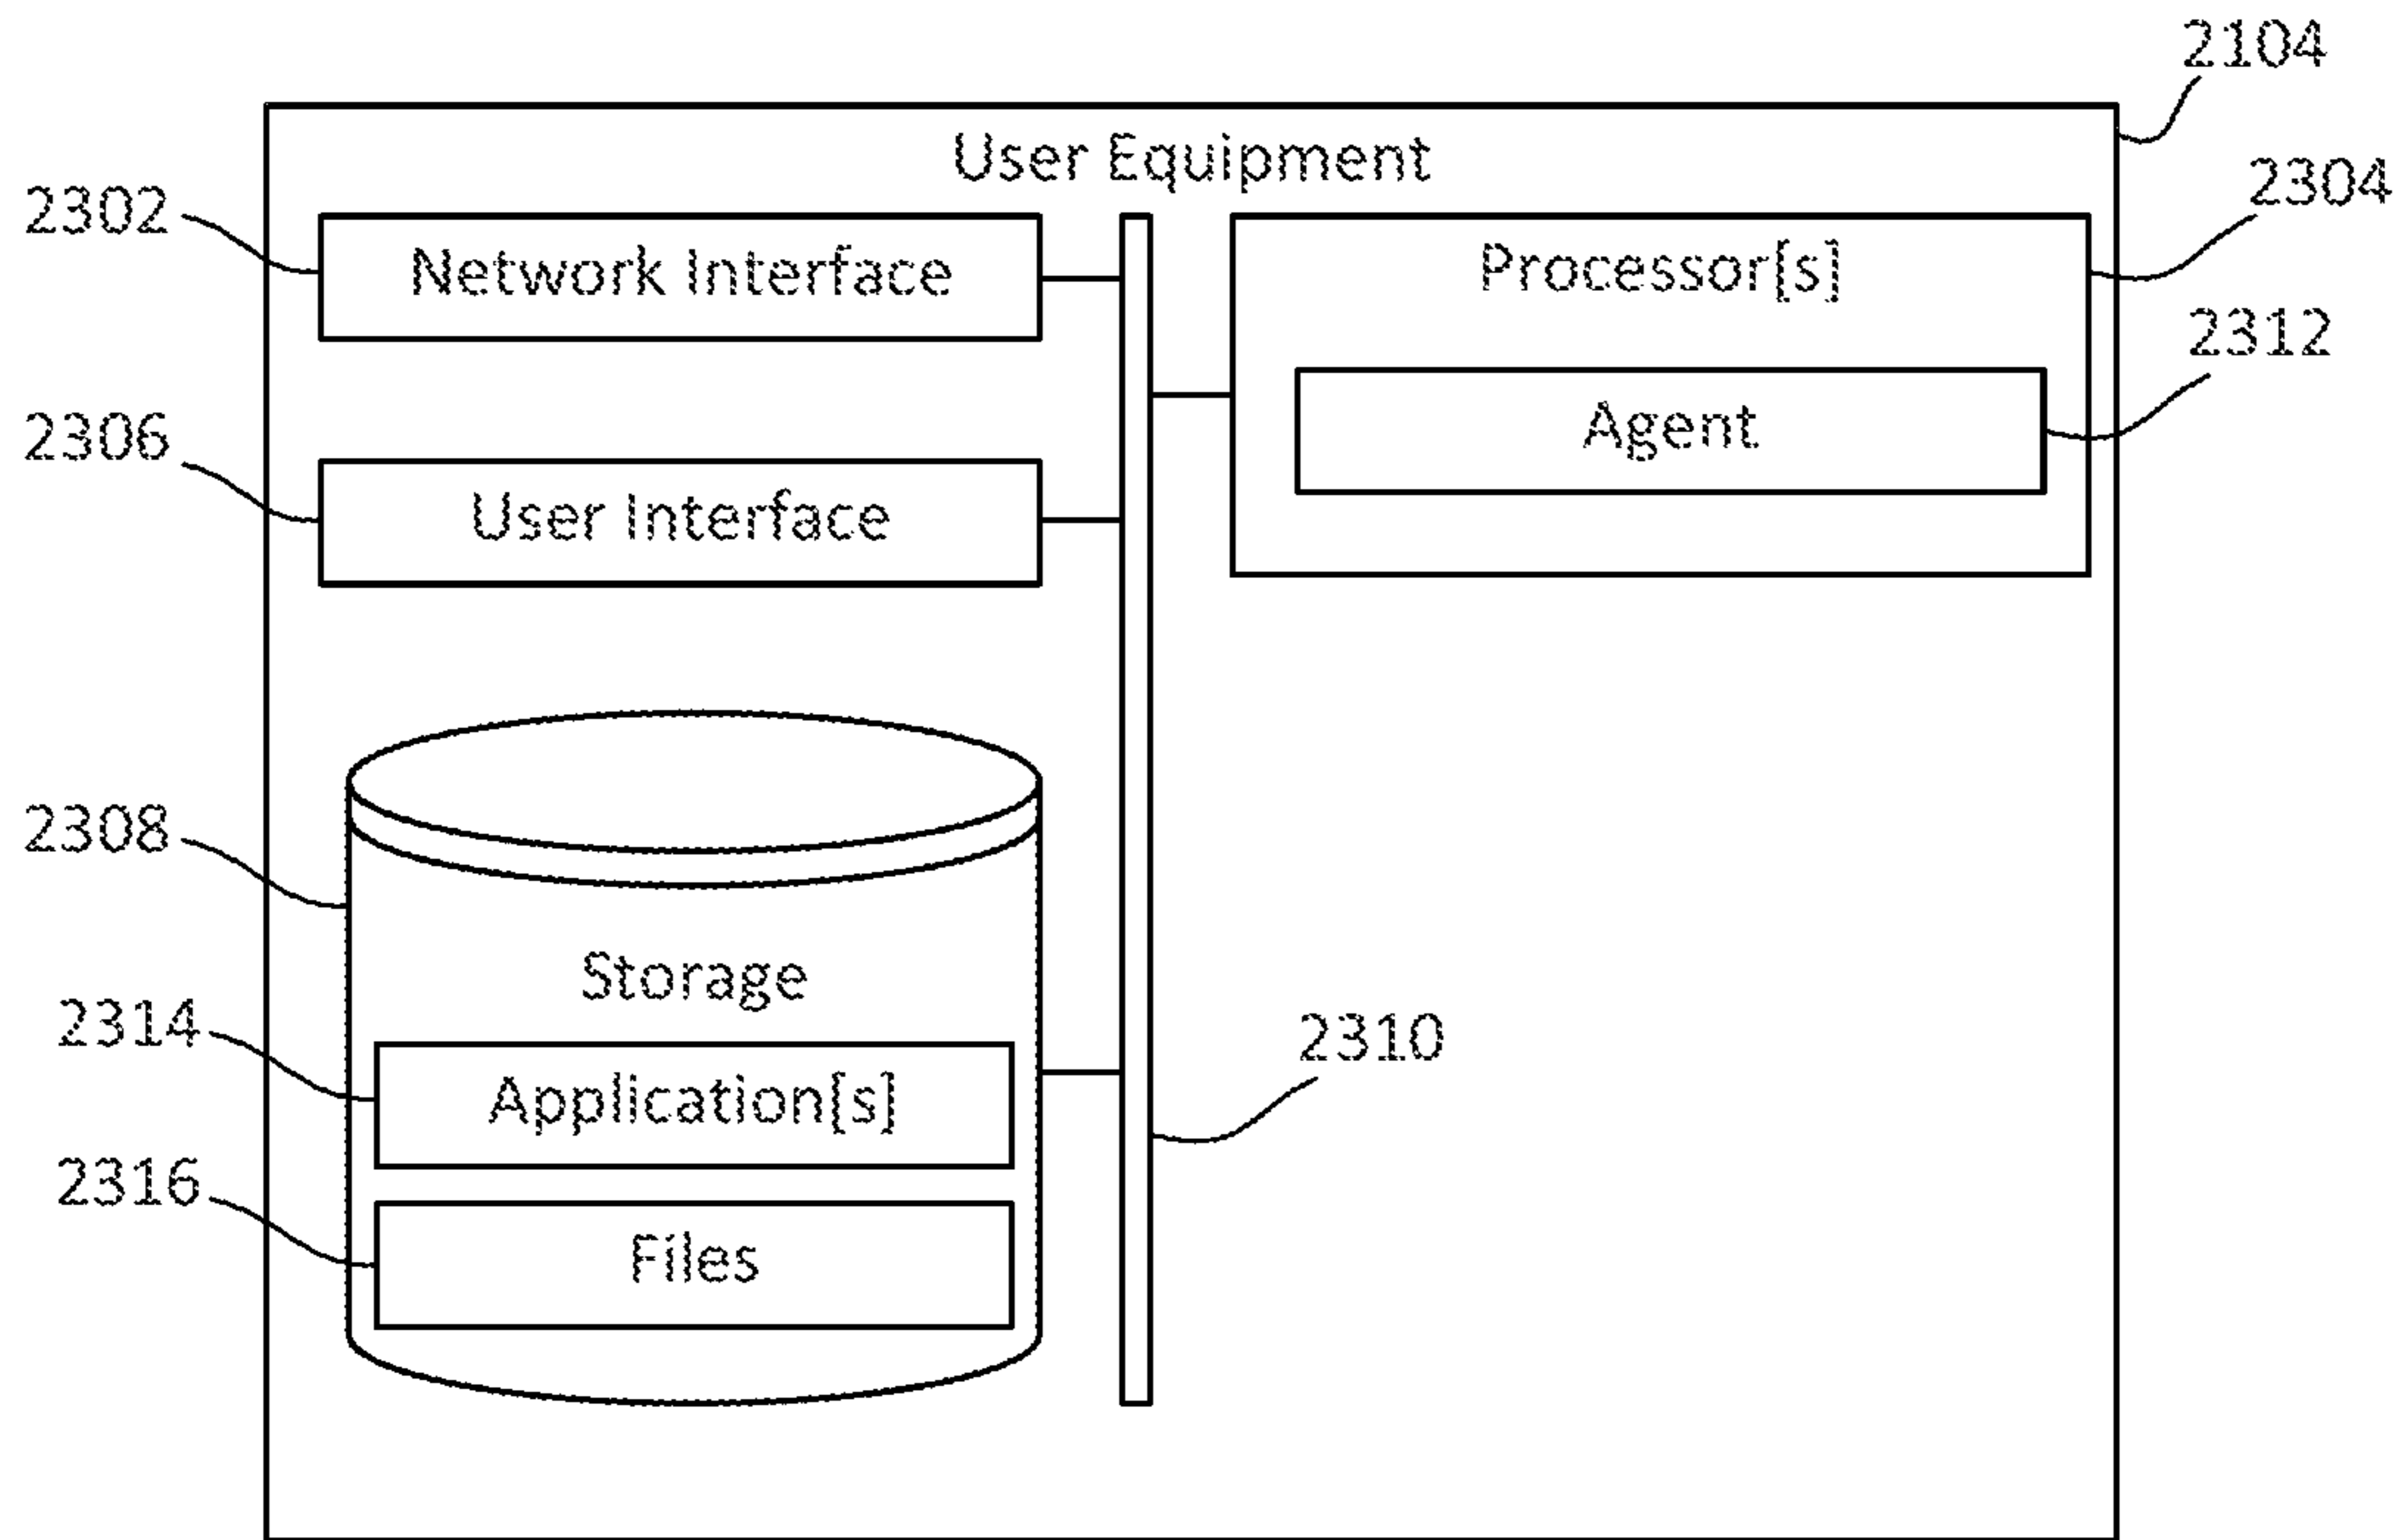 2104
User Equipment
2302
Network Interface
Processor[s]
2304
2312
Agent
2306
User Interface
2308
Storage
2314
Application[s]
2310
2316
Files